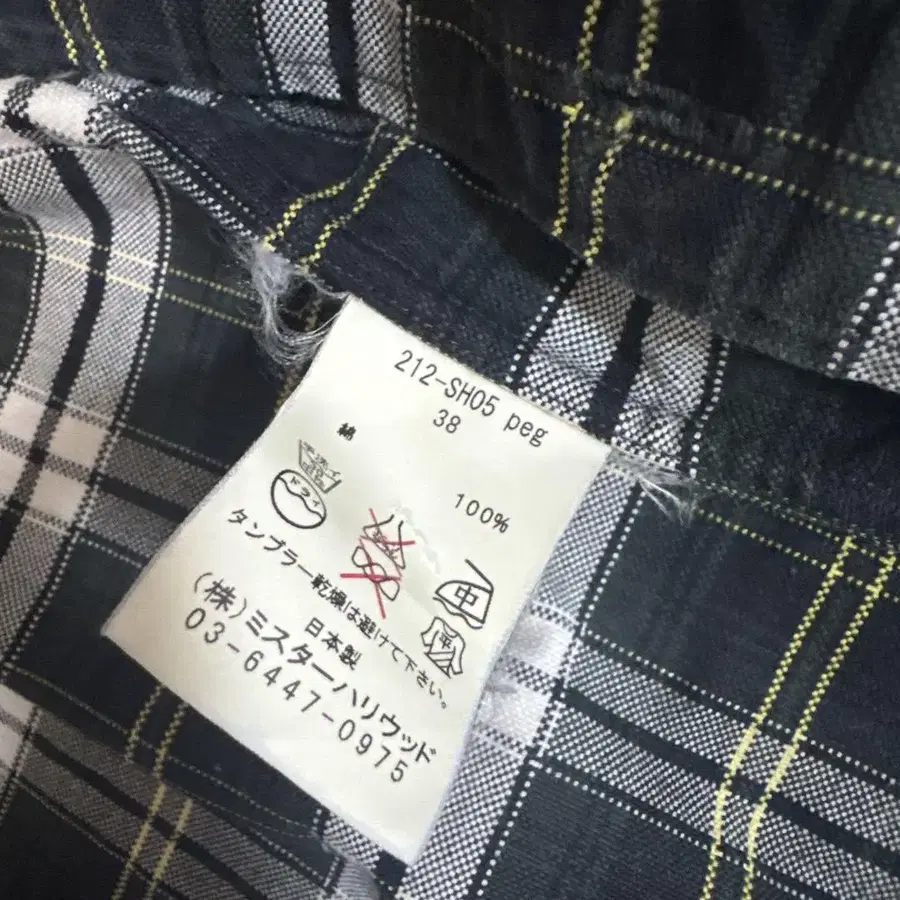 212-SH05 peg
38
綿 100%
ドライ
中
平
タンブラー乾燥は避けて下さい。
日本製
(株)ミスターハリウッド
03-6447-0975